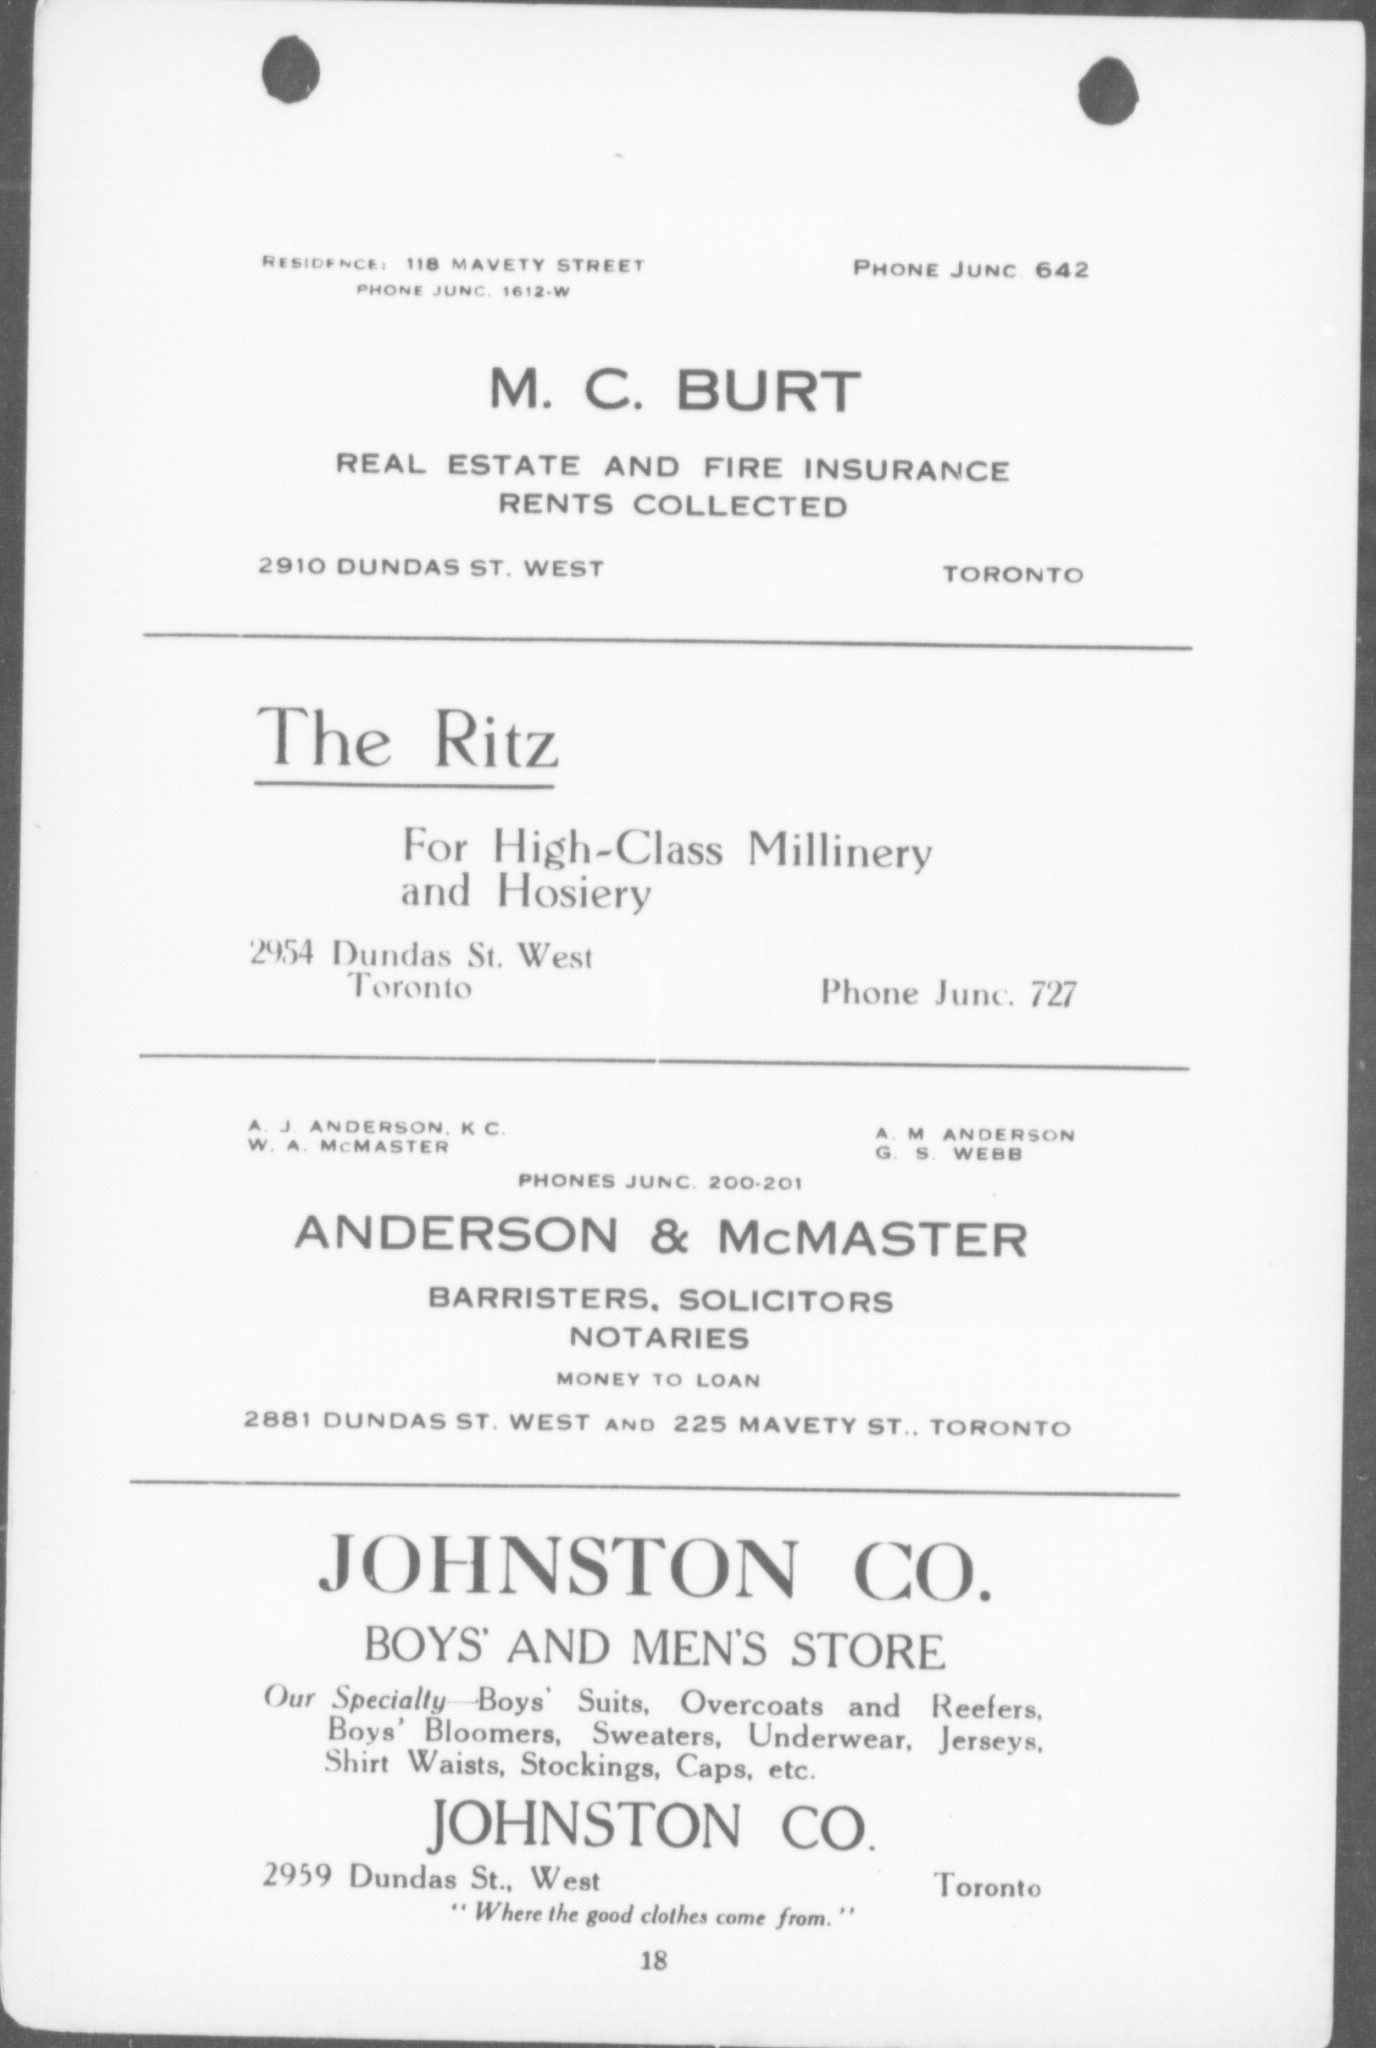 RESIDENCE: 118 MAVETY STREET
PHONE JUNC. 1612-W
PHONE JUNC. 642
M. C. BURT
REAL ESTATE AND FIRE INSURANCE
RENTS COLLECTED
2910 DUNDAS ST. WEST TORONTO
The Ritz
For High-Class Millinery
and Hosiery
2954 Dundas St. West
Toronto
Phone Junc. 727
A. J. ANDERSON, K C.
W. A. McMASTER
A. M ANDERSON
G. S. WEBB
PHONES JUNC. 200-201
ANDERSON & McMASTER
BARRISTERS, SOLICITORS
NOTARIES
MONEY TO LOAN
2881 DUNDAS ST. WEST AND 225 MAVETY ST., TORONTO
JOHNSTON CO.
BOYS' AND MEN'S STORE
Our Specialty—Boys' Suits, Overcoats and Reefers,
Boys' Bloomers, Sweaters, Underwear, Jerseys,
Shirt Waists, Stockings, Caps, etc.
JOHNSTON CO.
2959 Dundas St., West Toronto
"Where the good clothes come from."
18